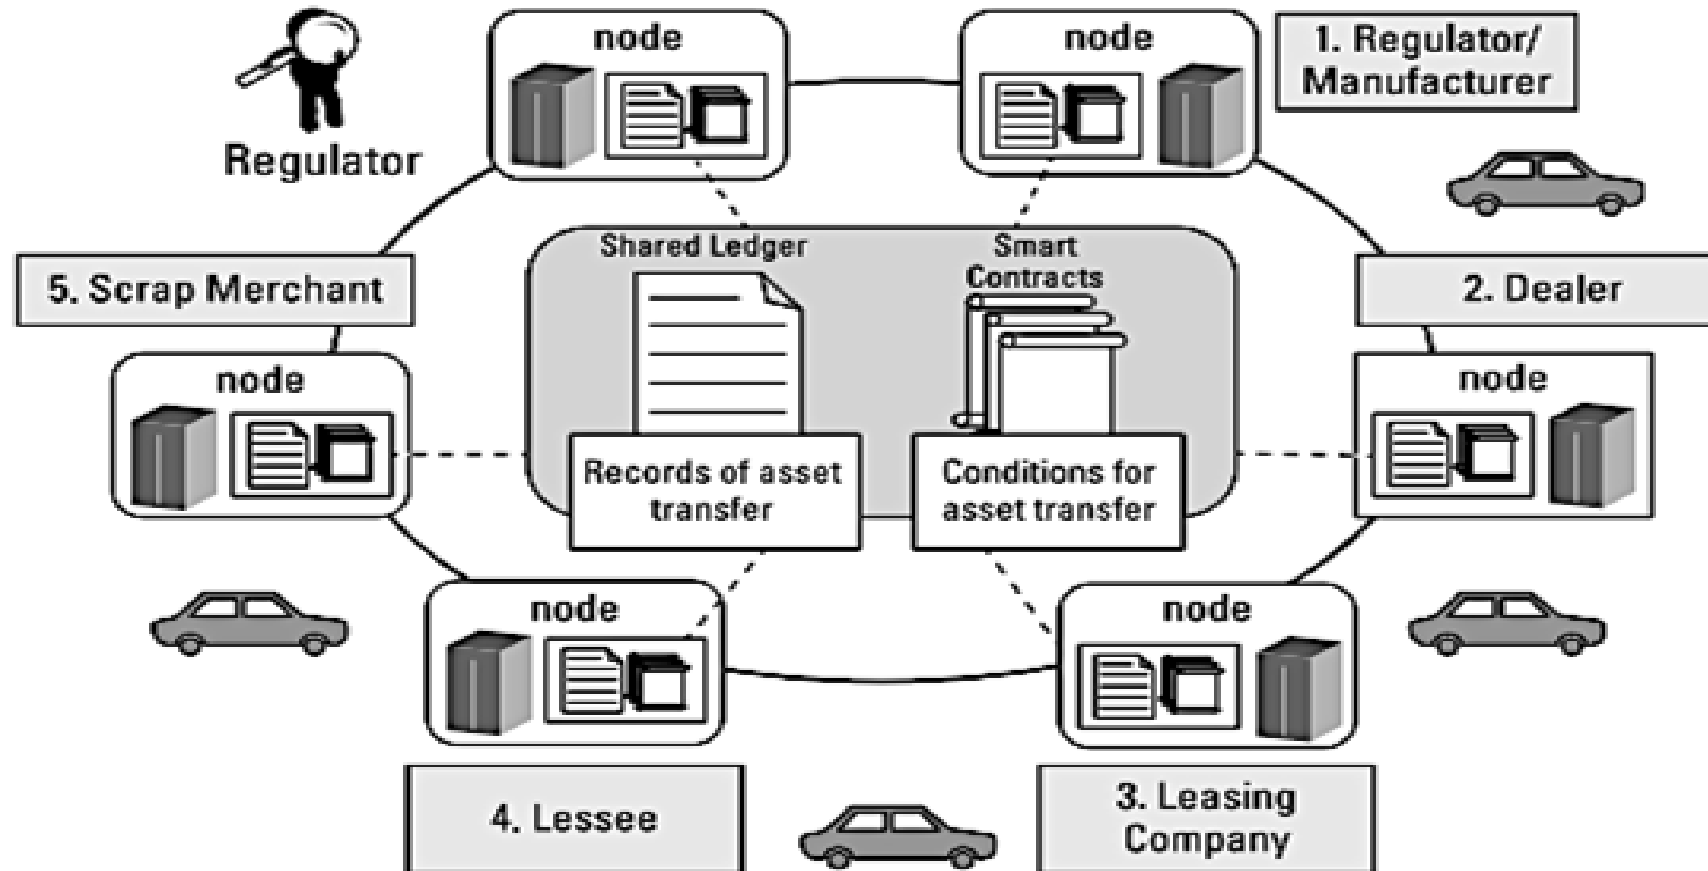 node
node
1. Regulator/
Manufacturer
Regulator
Shared Ledger
Smart
Contracts
5. Scrap Merchant
2. Dealer
node
node
Records of asset
transfer
Conditions for
asset transfer
node
node
4. Lessee
3. Leasing
Company